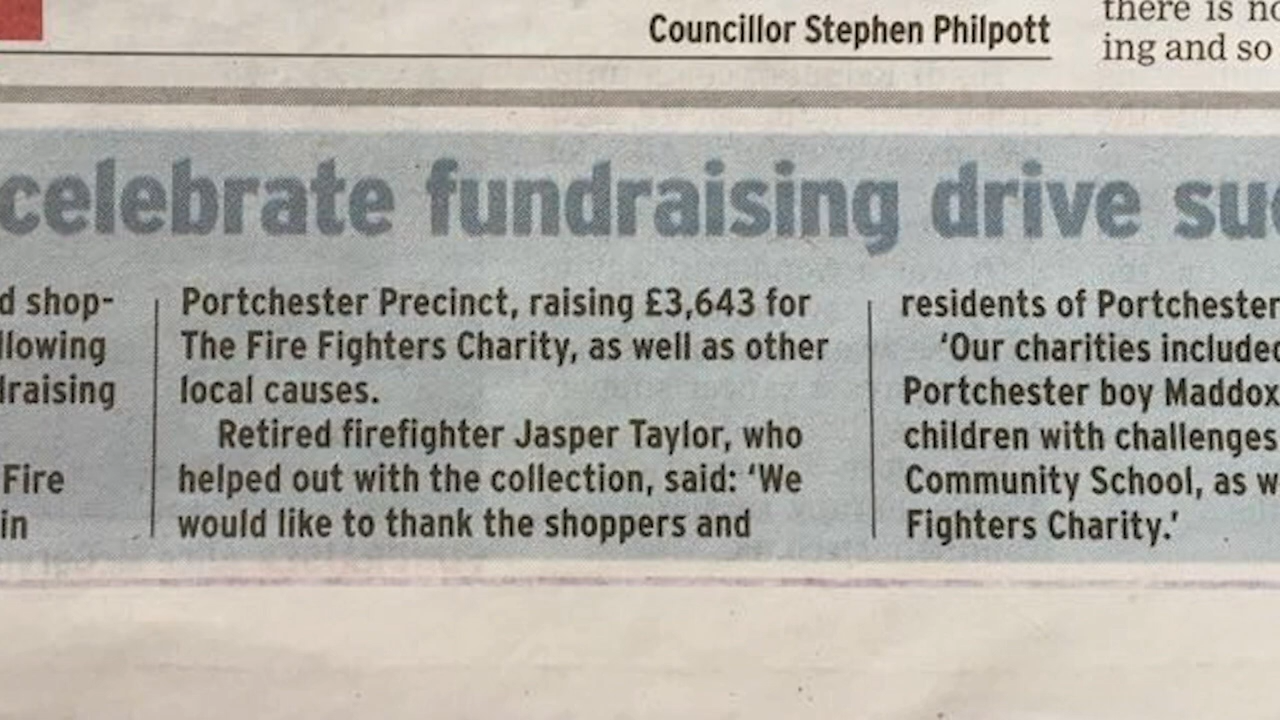 Councillor Stephen Philpott
there is
ing and so
celebrate fundraising drive
d shop-
llowing
draising
Fire
in
Portchester Precinct, raising £3,643 for
The Fire Fighters Charity, as well as other
local causes.
Retired firefighter Jasper Taylor, who
helped out with the collection, said: ‘We
would like to thank the shoppers and
residents of Portchester
‘Our charities included
Portchester boy Maddox
children with challenges
Community School, as w
Fighters Charity.’